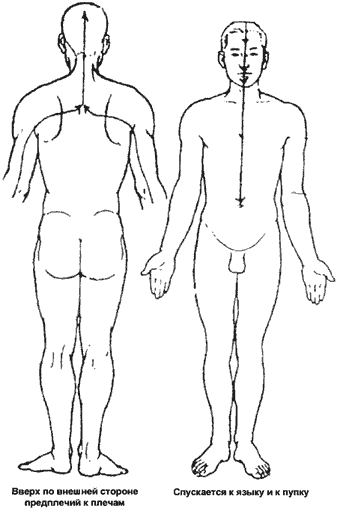 Вверх по внешней стороне
предплечий к плечам
Спускается к языку и к пупку